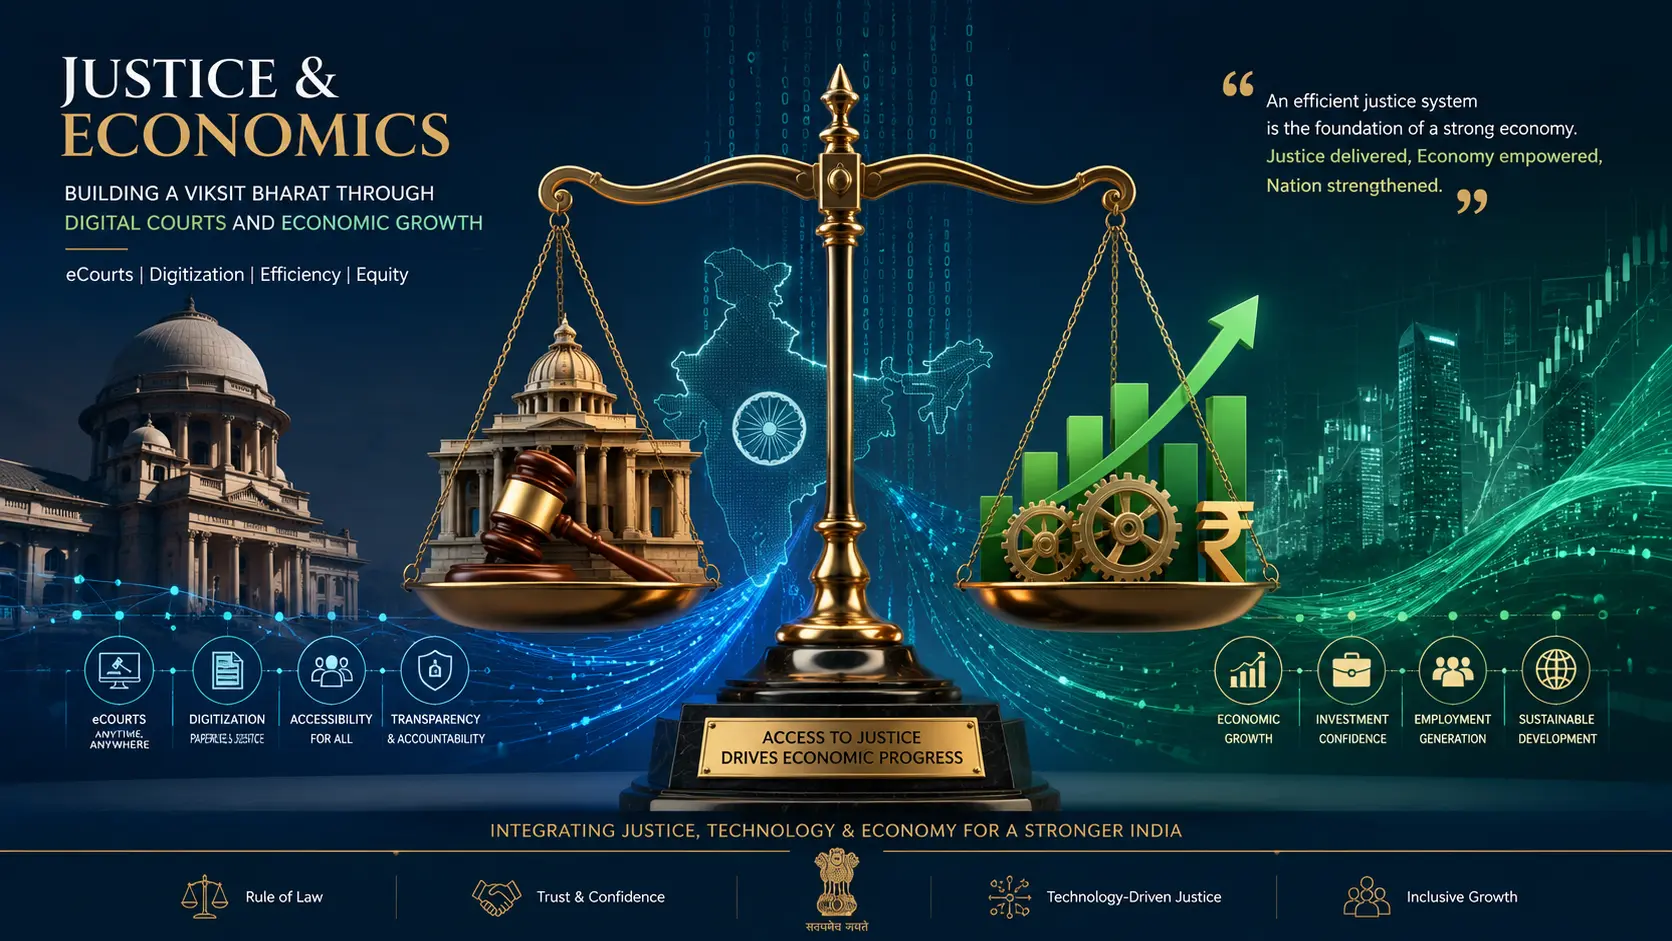 JUSTICE &
ECONOMICS
BUILDING A VIKSIT BHARAT THROUGH
DIGITAL COURTS AND ECONOMIC GROWTH
eCourts | Digitization | Efficiency | Equity
“ An efficient justice system
is the foundation of a strong economy.
Justice delivered, Economy empowered,
Nation strengthened. ”
₹
eCOURTS
ANYTIME,
ANYWHERE
DIGITIZATION
ACCESSIBILITY
FOR ALL
TRANSPARENCY
& ACCOUNTABILITY
ACCESS TO JUSTICE
DRIVES ECONOMIC PROGRESS
ECONOMIC
GROWTH
INVESTMENT
CONFIDENCE
EMPLOYMENT
GENERATION
SUSTAINABLE
DEVELOPMENT
INTEGRATING JUSTICE, TECHNOLOGY & ECONOMY FOR A STRONGER INDIA
Rule of Law
Trust & Confidence
Technology-Driven Justice
Inclusive Growth